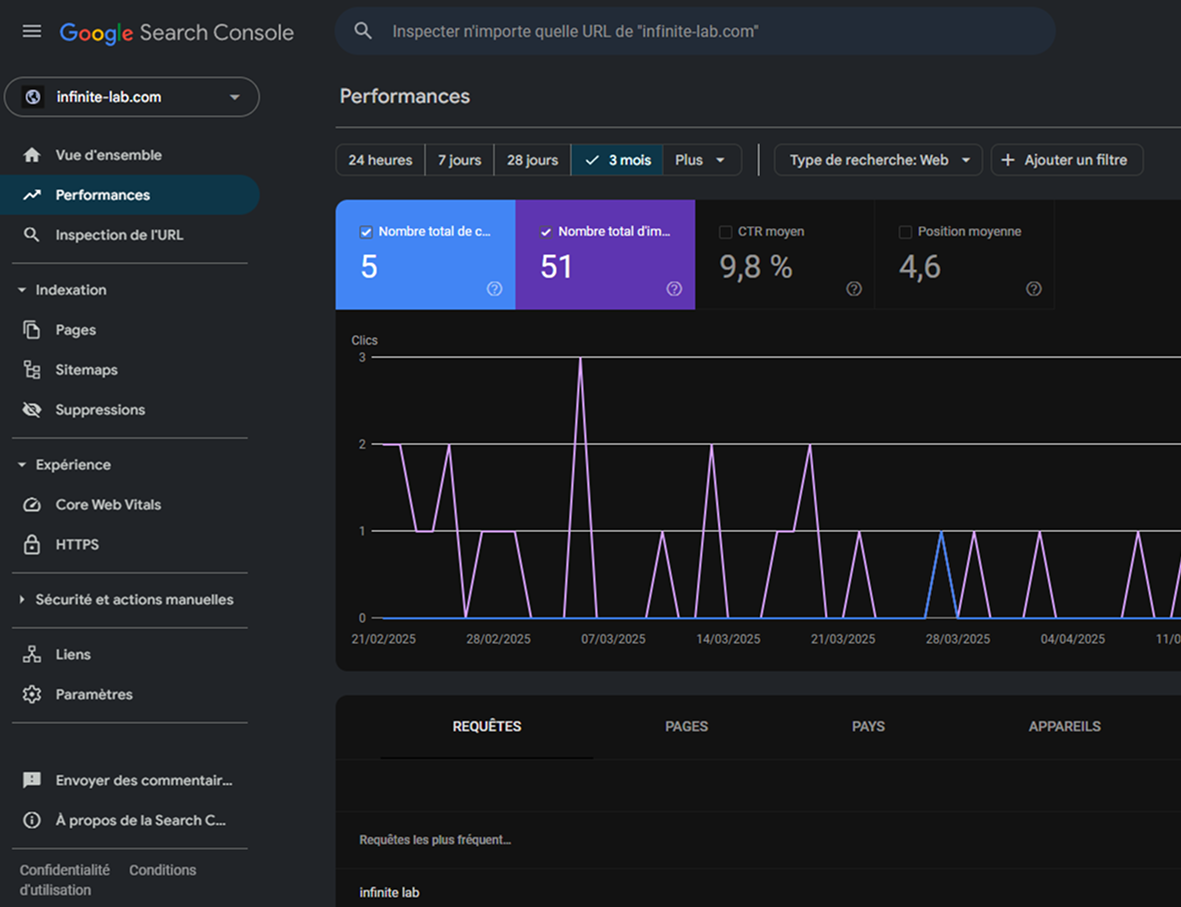 Google Search Console
Inspecter n'importe quelle URL de "infinite-lab.com"
infinite-lab.com
Vue d'ensemble
Performances
Inspection de l'URL
Indexation
Pages
Sitemaps
Suppressions
Expérience
Core Web Vitals
HTTPS
Sécurité et actions manuelles
Liens
Paramètres
Envoyer des commentair...
À propos de la Search C...
Confidentialité Conditions
d'utilisation
Performances
24 heures 7 jours 28 jours 3 mois Plus Type de recherche: Web Ajouter un filtre
Nombre total de c... Nombre total d'im... CTR moyen Position moyenne
5 51 9,8 % 4,6
Clics
3
2
1
0
21/02/2025 28/02/2025 07/03/2025 14/03/2025 21/03/2025 28/03/2025 04/04/2025 11/0
REQUÊTES PAGES PAYS APPAREILS
Requêtes les plus fréquent...
infinite lab